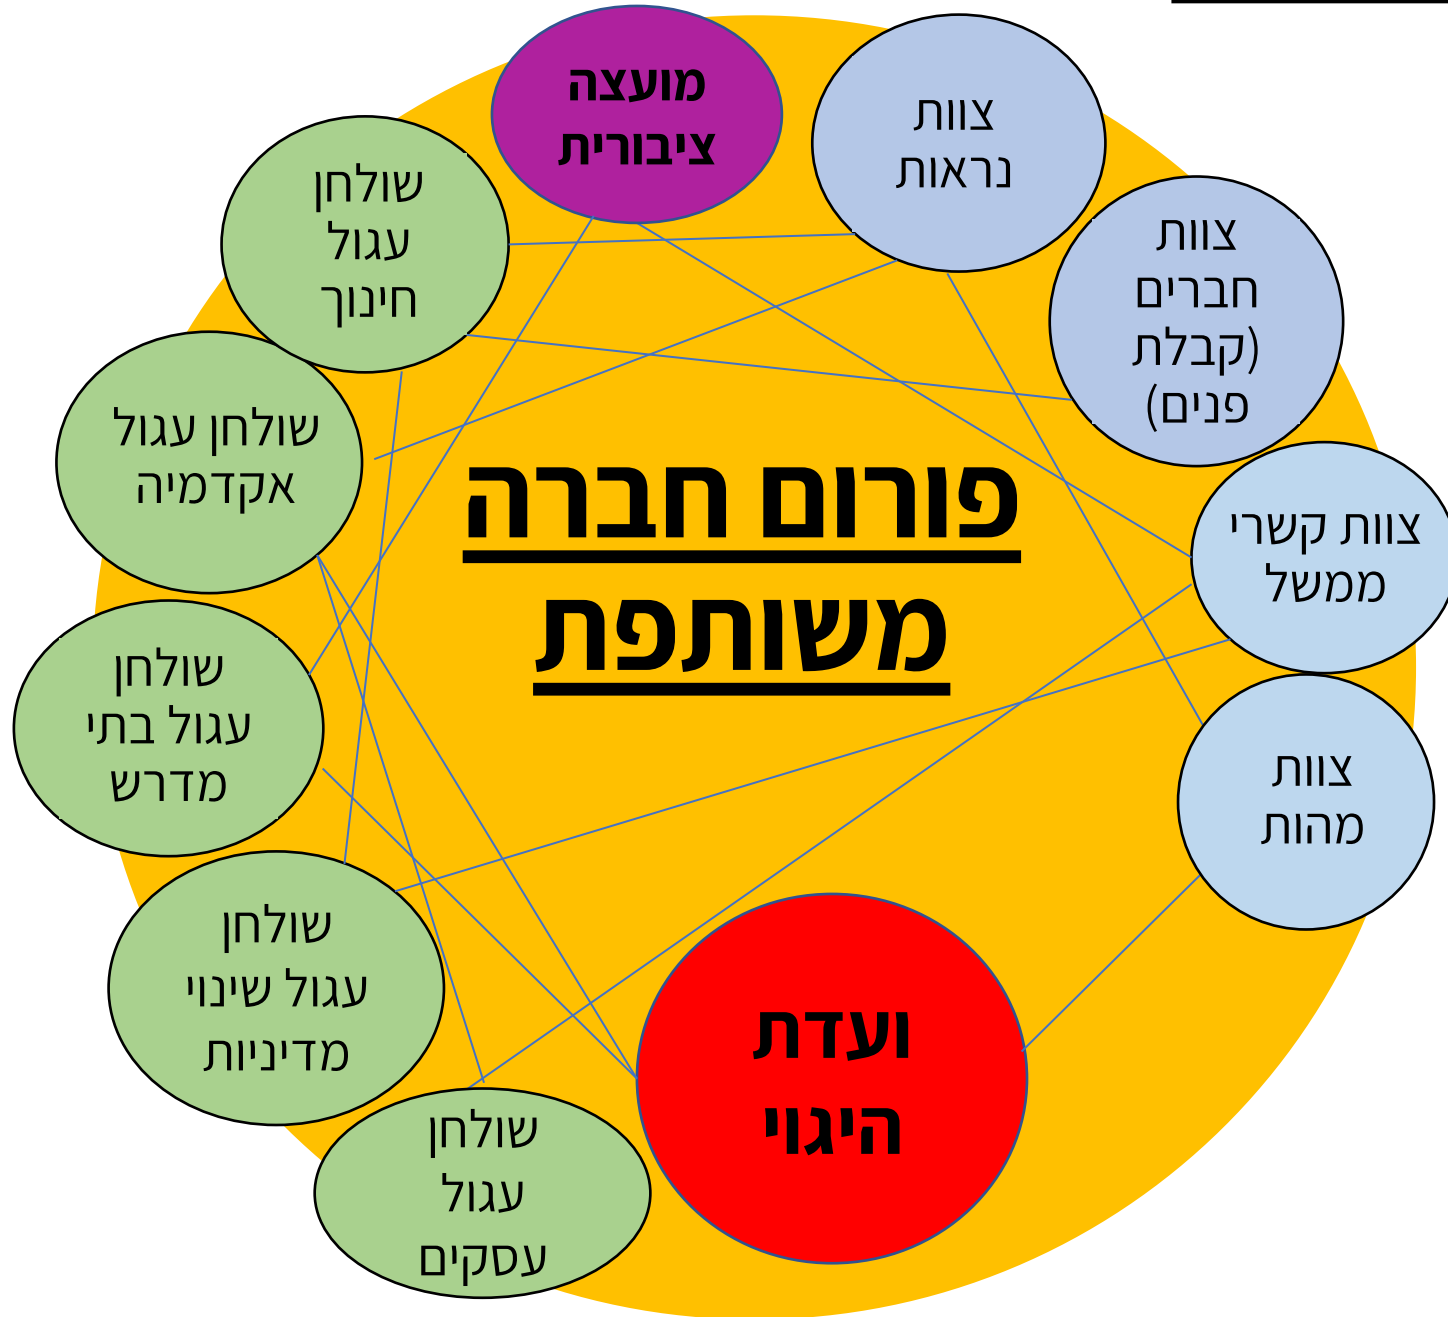 מועצה
ציבורית
צוות
נראות
צוות
חברים
(קבלת
פנים)
צוות קשרי
ממשל
צוות
מהות
ועדת
היגוי
שולחן
עגול
עסקים
שולחן
עגול שינוי
מדיניות
שולחן
עגול בתי
מדרש
שולחן עגול
אקדמיה
שולחן
עגול
חינוך
פורום חברה
משותפת